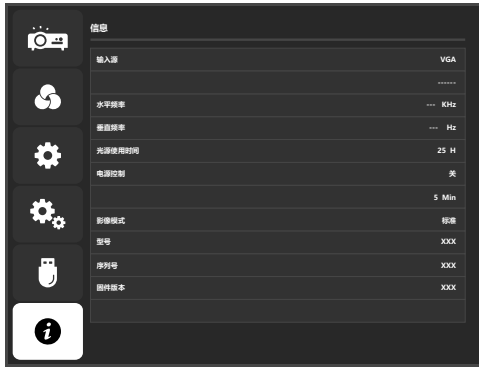 信息
输入源 VGA
------
水平频率 --- KHz
垂直频率 --- Hz
光源使用时间 25 H
电源控制 关
5 Min
影像模式 标准
型号 XXX
序列号 XXX
固件版本 XXX
i